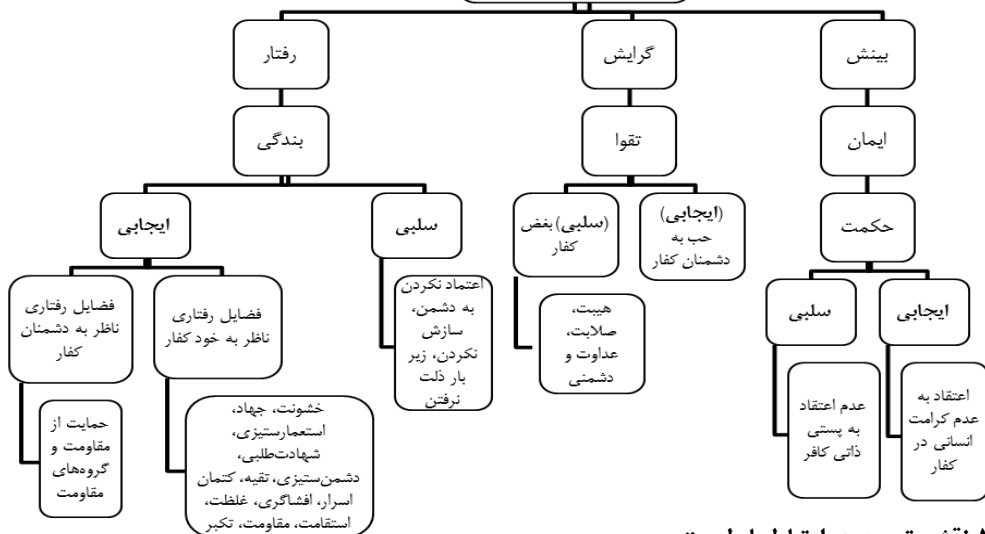 بینش
گرایش
رفتار
ایمان
تقوا
بندگی
حکمت
(ایجابی)
حب به
دشمنان کفار
(سلبی) بغض
کفار
سلبی
ایجابی
ایجابی
سلبی
هیبت،
صلابت،
عداوت و
دشمنی
اعتماد نکردن
به دشمن،
سازش
نکردن، زیر
بار ذلت
نرفتن
فضایل رفتاری
ناظر به خود کفار
فضایل رفتاری
ناظر به دشمنان
کفار
اعتقاد به
عدم کرامت
انسانی در
کفار
عدم اعتقاد
به پستی
ذاتی کافر
خشونت، جهاد،
استعمارستیزی،
شهادت‌طلبی،
دشمن‌ستیزی، تقیه، کتمان
اسرار، افشاگری، غلظت،
استقامت، مقاومت، تکبر
حمایت از
مقاومت و
گروه‌های
مقاومت